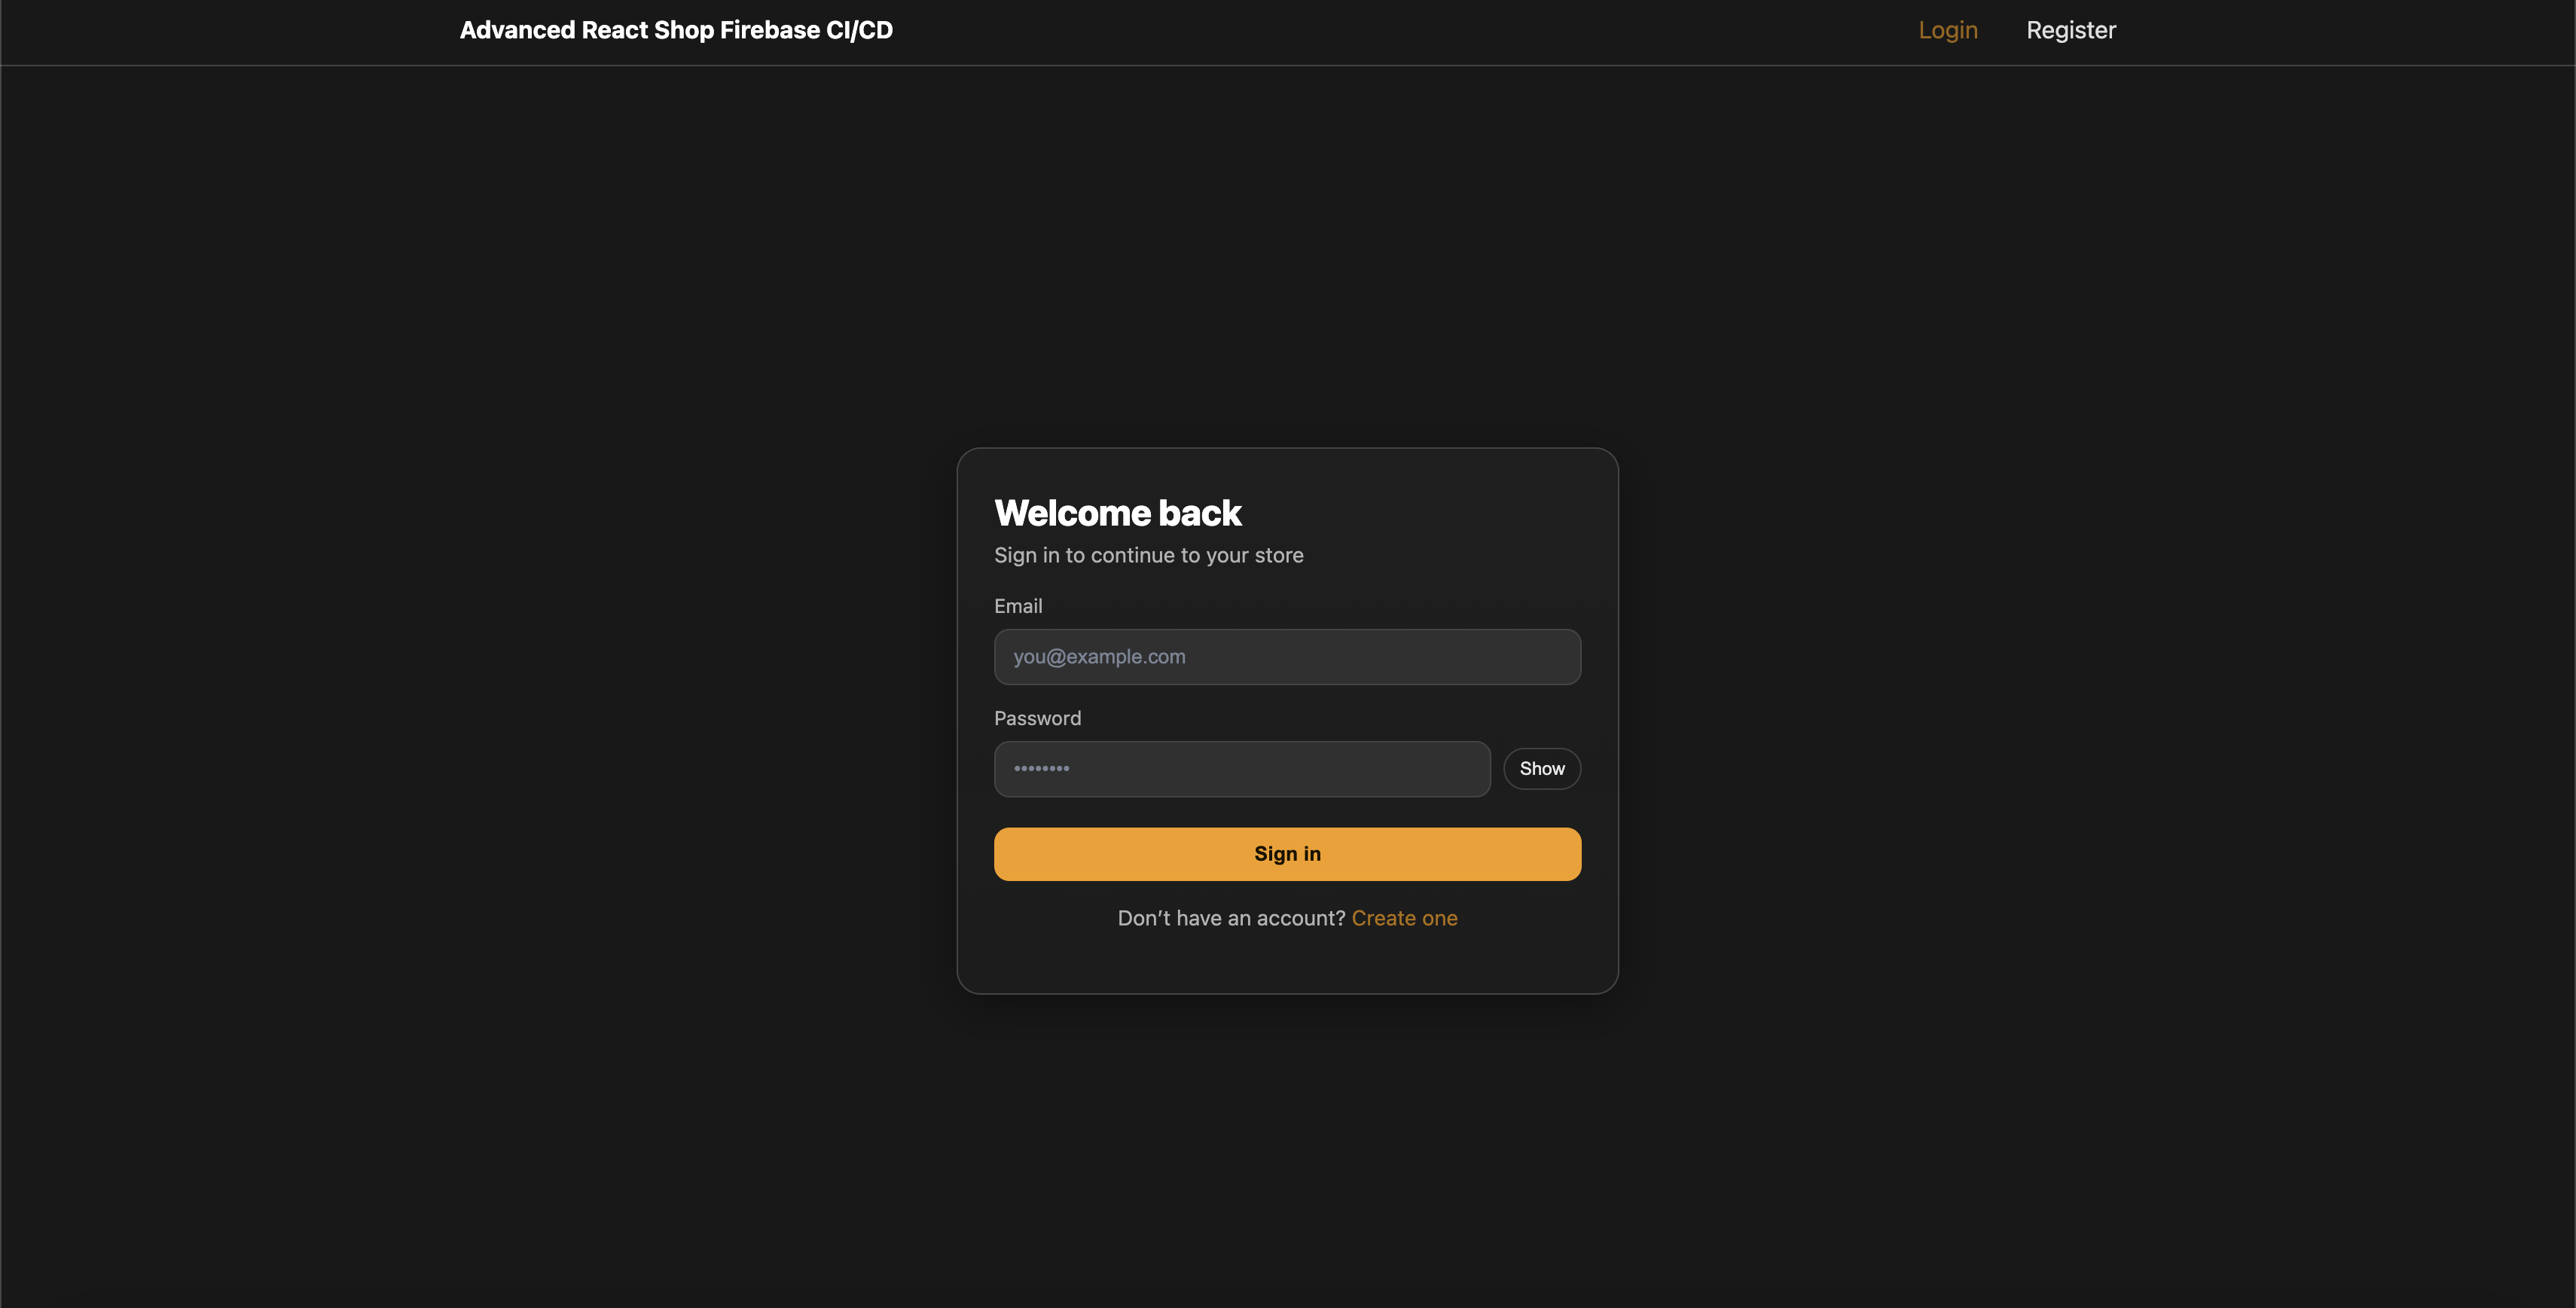 Advanced React Shop Firebase CI/CD
Login
Register
Welcome back
Sign in to continue to your store
Email
you@example.com
Password
••••••••
Show
Sign in
Don’t have an account? Create one